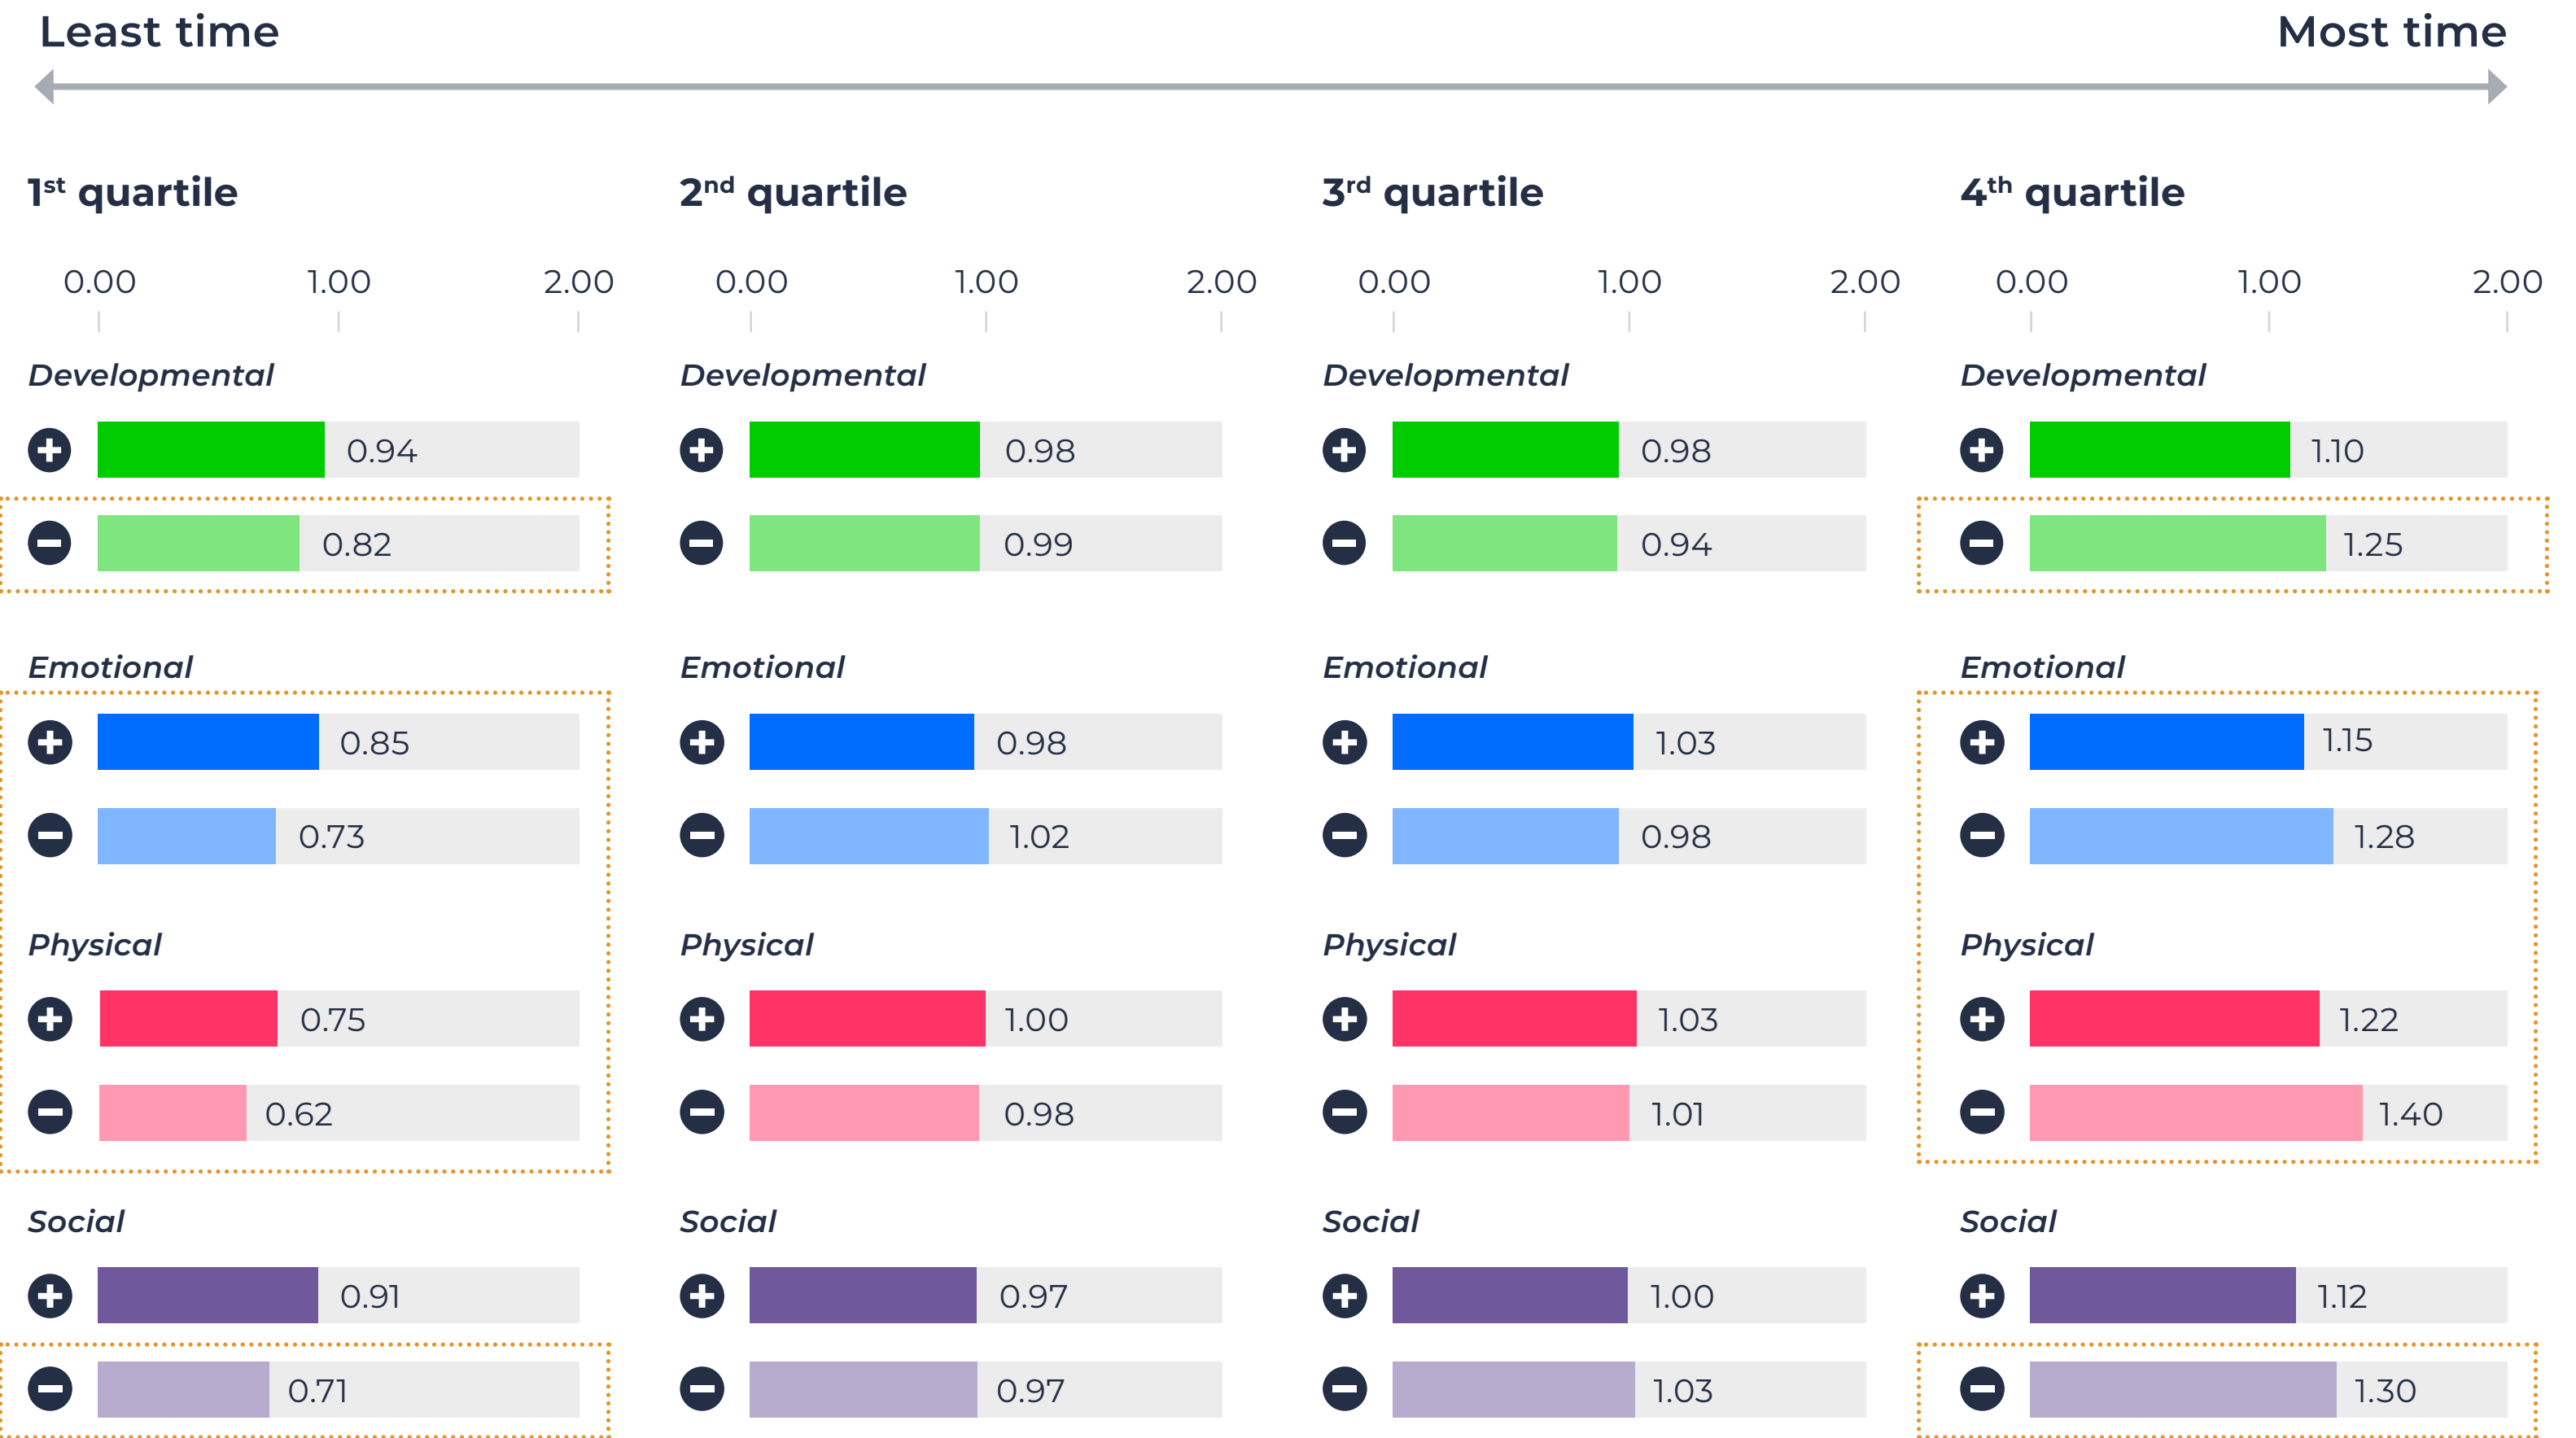 Least time Most time
1st quartile 2nd quartile 3rd quartile 4th quartile
0.00 1.00 2.00 0.00 1.00 2.00 0.00 1.00 2.00 0.00 1.00 2.00
Developmental Developmental Developmental Developmental
+ 0.94 + 0.98 + 0.98 + 1.10
− 0.82 − 0.99 − 0.94 − 1.25
Emotional Emotional Emotional Emotional
+ 0.85 + 0.98 + 1.03 + 1.15
− 0.73 − 1.02 − 0.98 − 1.28
Physical Physical Physical Physical
+ 0.75 + 1.00 + 1.03 + 1.22
− 0.62 − 0.98 − 1.01 − 1.40
Social Social Social Social
+ 0.91 + 0.97 + 1.00 + 1.12
− 0.71 − 0.97 − 1.03 − 1.30